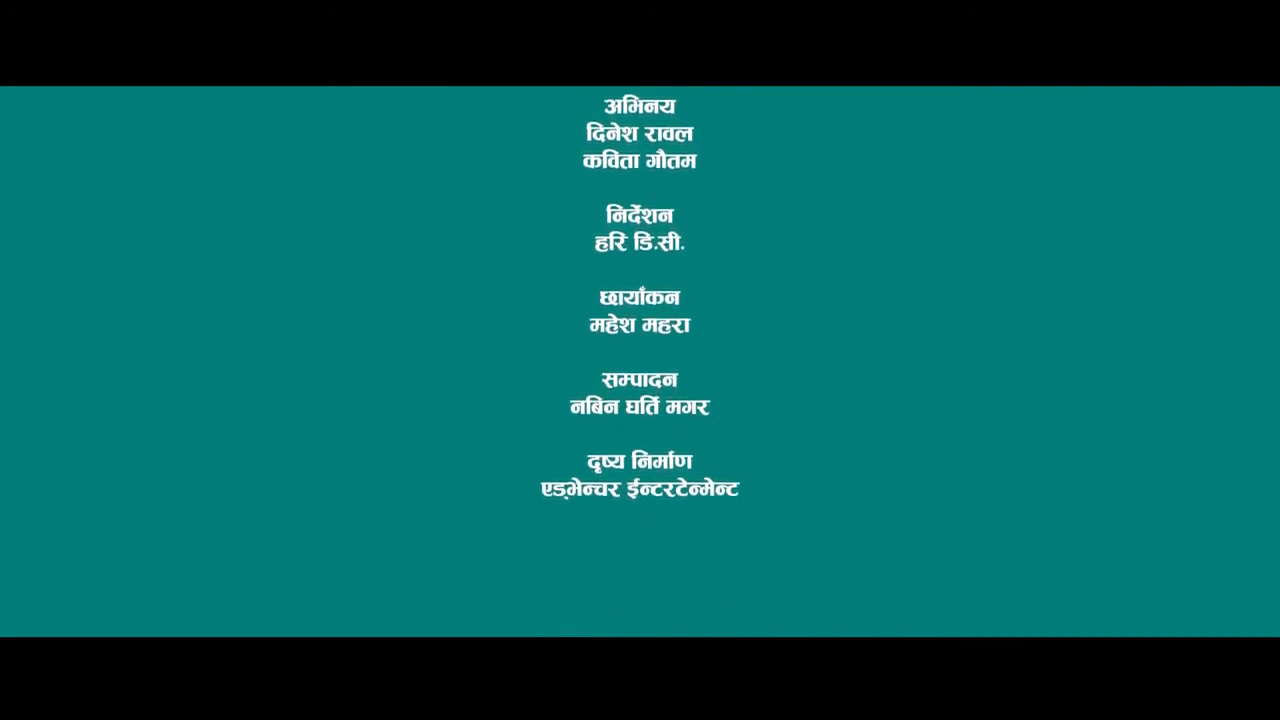 अभिनय
दिनेश रावल
कविता गौतम
निर्देशन
हरि डि.सी.
छायाँकन
महेश महरा
सम्पादन
नबिन घर्ति मगर
दृष्य निर्माण
एड्भेन्चर ईन्टरटेन्मेन्ट